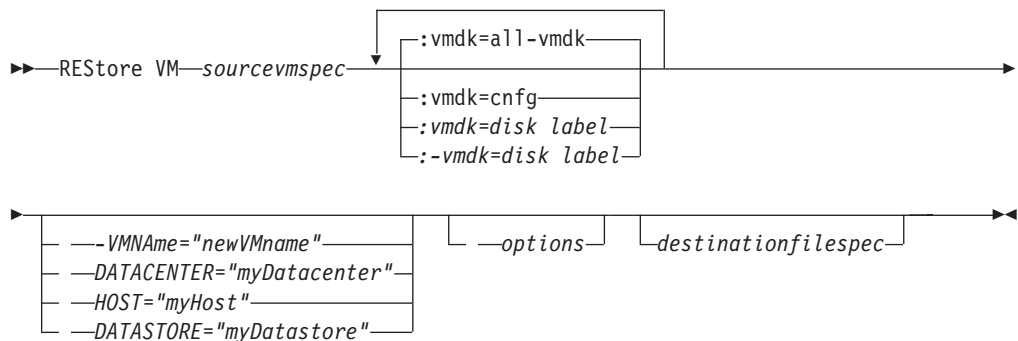 :vmdk=all-vmdk
REStore VM sourcevmspec
:vmdk=cnfg
:vmdk=disk label
:-vmdk=disk label
-VMNAme="newVMname"
options
destinationfilespec
DATACENTER="myDatacenter"
HOST="myHost"
DATASTORE="myDatastore"